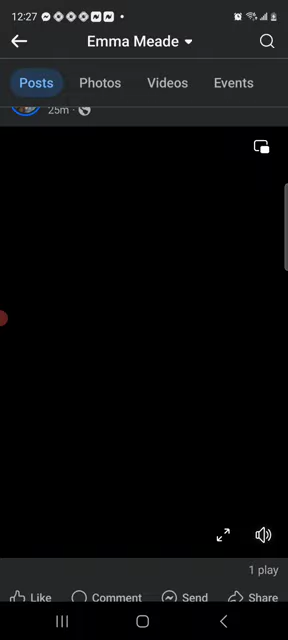 12:27
Emma Meade
Posts Photos Videos Events
25m ·
1 play
Like Comment Send Share